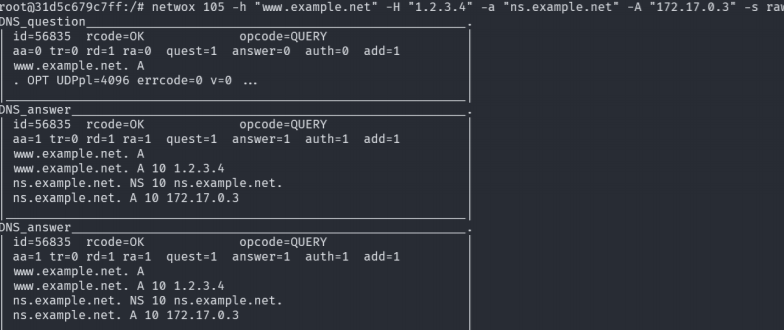 root@31d5c679c7ff:/# netwox 105 -h "www.example.net" -H "1.2.3.4" -a "ns.example.net" -A "172.17.0.3" -s raw
DNS_question
id=56835 rcode=OK opcode=QUERY
aa=0 tr=0 rd=1 ra=0 quest=1 answer=0 auth=0 add=1
www.example.net. A
. OPT UDPpl=4096 errcode=0 v=0 ...
DNS_answer
id=56835 rcode=OK opcode=QUERY
aa=1 tr=0 rd=1 ra=1 quest=1 answer=1 auth=1 add=1
www.example.net. A
www.example.net. A 10 1.2.3.4
ns.example.net. NS 10 ns.example.net.
ns.example.net. A 10 172.17.0.3
DNS_answer
id=56835 rcode=OK opcode=QUERY
aa=1 tr=0 rd=1 ra=1 quest=1 answer=1 auth=1 add=1
www.example.net. A
www.example.net. A 10 1.2.3.4
ns.example.net. NS 10 ns.example.net.
ns.example.net. A 10 172.17.0.3